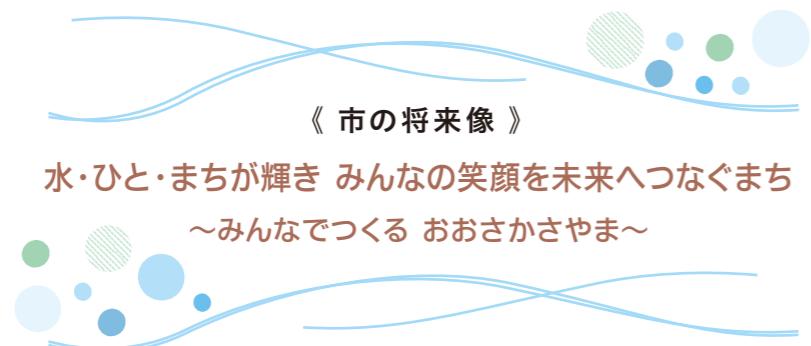 《 市の将来像 》
水・ひと・まちが輝き みんなの笑顔を未来へつなぐまち
～みんなでつくる おおさかさやま～